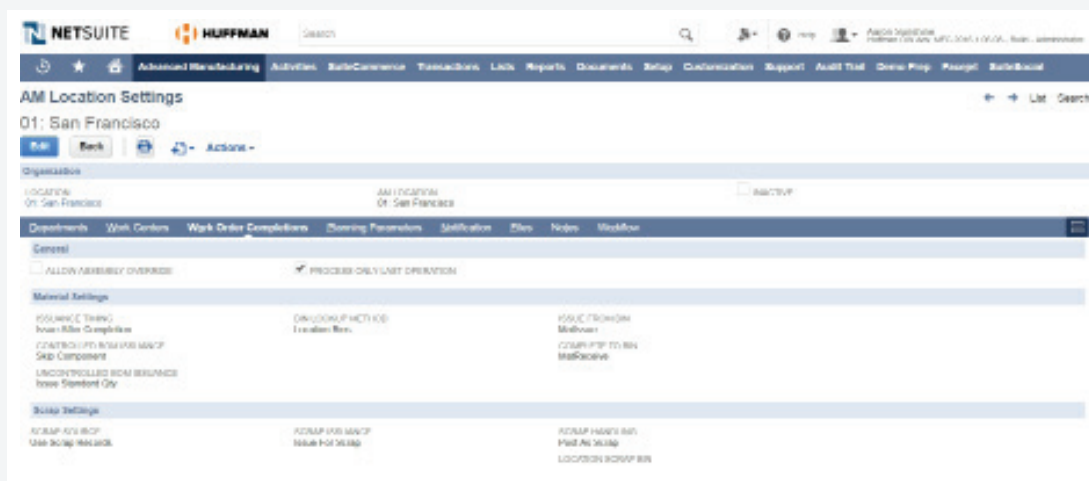 NETSUITE HUFFMAN Search Help
Advanced Manufacturing Activities SuiteCommerce Transactions Lists Reports Documents Setup Customization Support Audit Trail Demo Prep SuiteSocial
AM Location Settings List Search
01: San Francisco
Edit Back Actions
Organization
LOCATION AM LOCATION INACTIVE
01: San Francisco 01: San Francisco
Departments Work Centers Work Order Completions Planning Parameters Notification Files Notes Workflow
General
ALLOW ASSEMBLY OVERRIDE PROCESS ONLY LAST OPERATION
Material Settings
ISSUANCE TIMING BIN LOOKUP METHOD ISSUE FROM BIN
Issue After Completion Location Bins MatIssue
CONTROLLED BOM ISSUANCE COMPLETE TO BIN
Skip Component MatReceive
UNCONTROLLED BOM ISSUANCE
Issue Standard Qty
Scrap Settings
SCRAP SOURCE SCRAP ISSUANCE SCRAP HANDLING
Use Scrap Records Issue For Scrap Post As Scrap
LOCATION SCRAP BIN